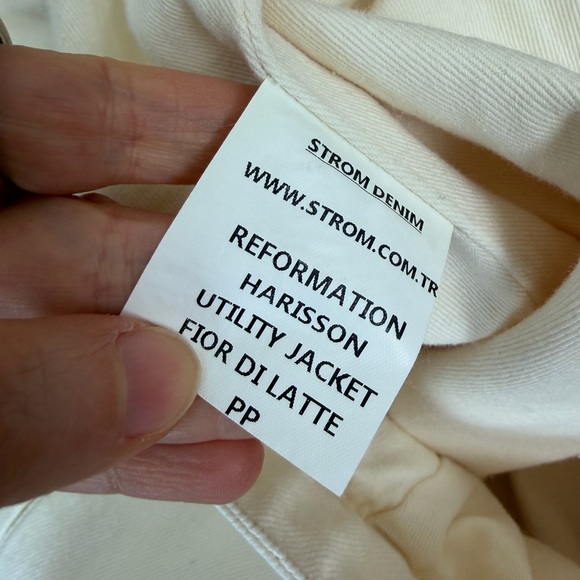 STROM DENIM
WWW.STROM.COM.TR
REFORMATION
HARISSON
UTILITY JACKET
FIOR DI LATTE
PP